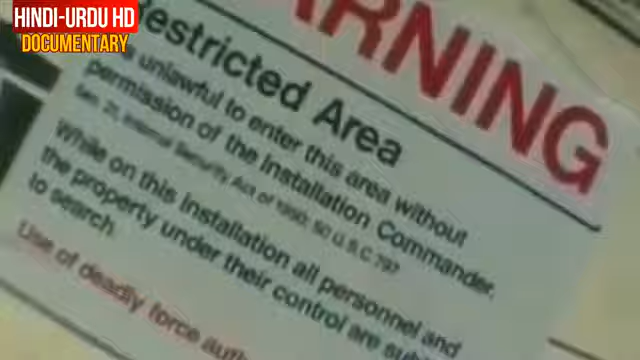 HINDI-URDU HD
DOCUMENTARY
ARNING
estricted Area
unlawful to enter this area without
permission of the Installation Commander.
Sec. 21, Internal Security Act of 1950; 50 U.S.C. 797
While on this installation all personnel and
the property under their control are sub
to search.
Use of deadly force auth